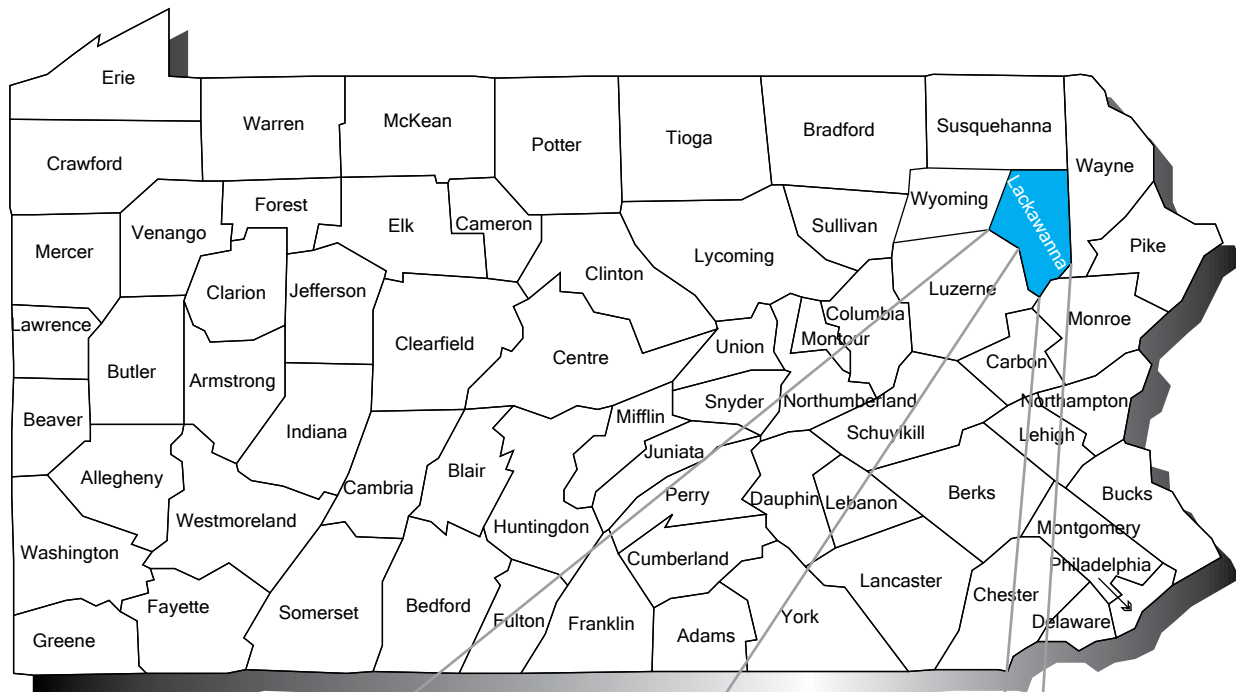 Erie
Warren
McKean
Potter
Tioga
Bradford
Susquehanna
Wayne
Crawford
Forest
Elk
Cameron
Wyoming
Lackawanna
Pike
Mercer
Venango
Clarion
Jefferson
Clinton
Lycoming
Sullivan
Luzerne
Monroe
Lawrence
Butler
Armstrong
Clearfield
Centre
Union
Montour
Columbia
Carbon
Beaver
Indiana
Mifflin
Snyder
Northumberland
Northampton
Schuylkill
Lehigh
Allegheny
Cambria
Blair
Juniata
Perry
Dauphin
Lebanon
Berks
Bucks
Westmoreland
Huntingdon
Montgomery
Washington
Cumberland
Philadelphia
Fayette
Somerset
Bedford
Fulton
Franklin
Adams
York
Lancaster
Chester
Delaware
Greene